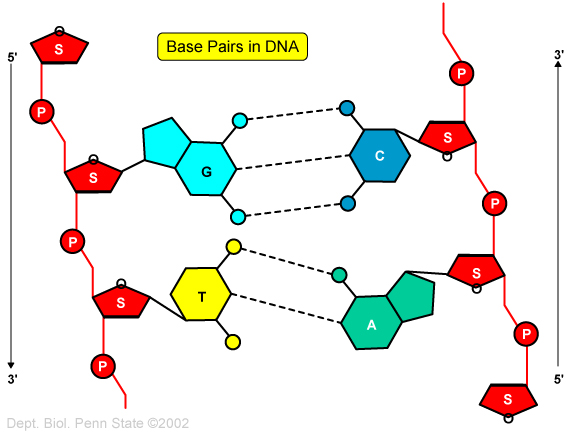 Base Pairs in DNA
5'
3'
S
P
P
S
G
C
S
P
P
S
T
A
S
P
P
S
3'
5'
Dept. Biol. Penn State ©2002